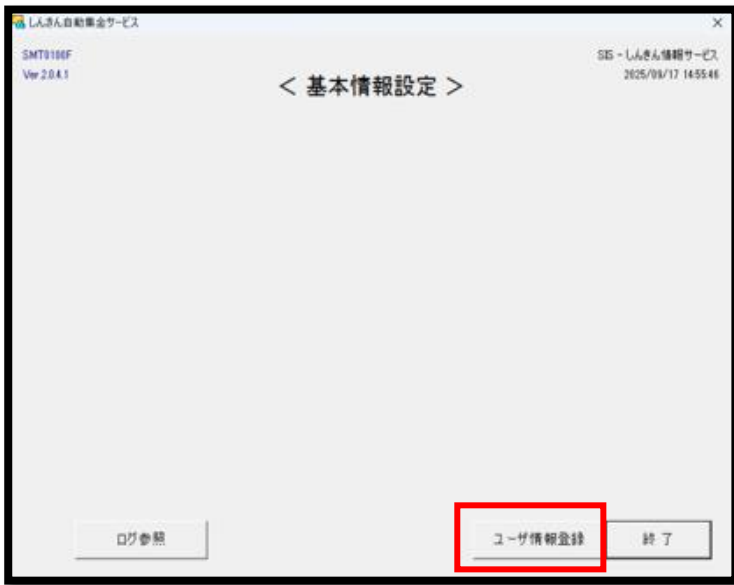 しんきん自動集金サービス
SMT0100F
SIS - しんきん情報サービス
Ver 2.0.4.1
2025/09/17 14:55:46
＜ 基本情報設定 ＞
ログ参照
ユーザ情報登録
終了